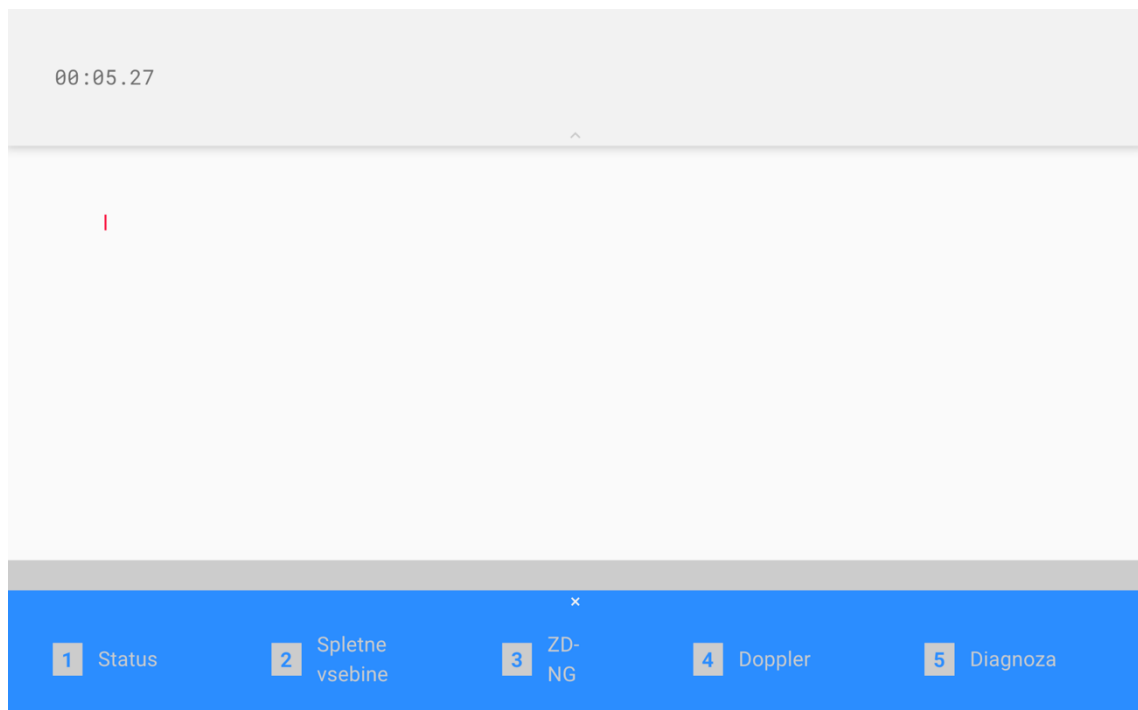 00:05.27
1 Status
2 Spletne
vsebine
3 ZD-
NG
4 Doppler
5 Diagnoza